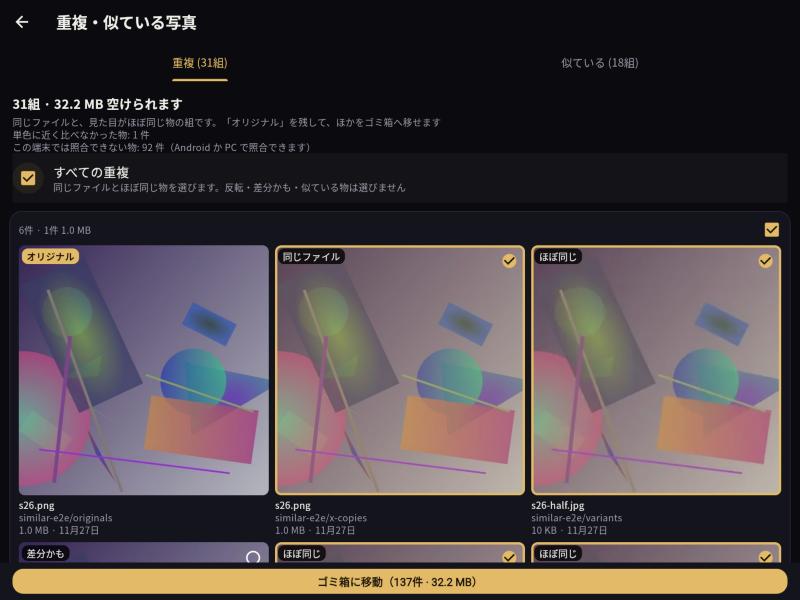 重複・似ている写真
重複 (31組)
似ている (18組)
31組・32.2 MB 空けられます
同じファイルと、見た目がほぼ同じ物の組です。「オリジナル」を残して、ほかをゴミ箱へ移せます
単色に近く比べなかった物: 1 件
この端末では照合できない物: 92 件（Android か PC で照合できます）
すべての重複
同じファイルとほぼ同じ物を選びます。反転・差分かも・似ている物は選びません
6件・1件 1.0 MB
オリジナル
同じファイル
ほぼ同じ
s26.png
similar-e2e/originals
1.0 MB・11月27日
s26.png
similar-e2e/x-copies
1.0 MB・11月27日
s26-half.jpg
similar-e2e/variants
10 KB・11月27日
差分かも
ほぼ同じ
ほぼ同じ
ゴミ箱に移動（137件・32.2 MB）